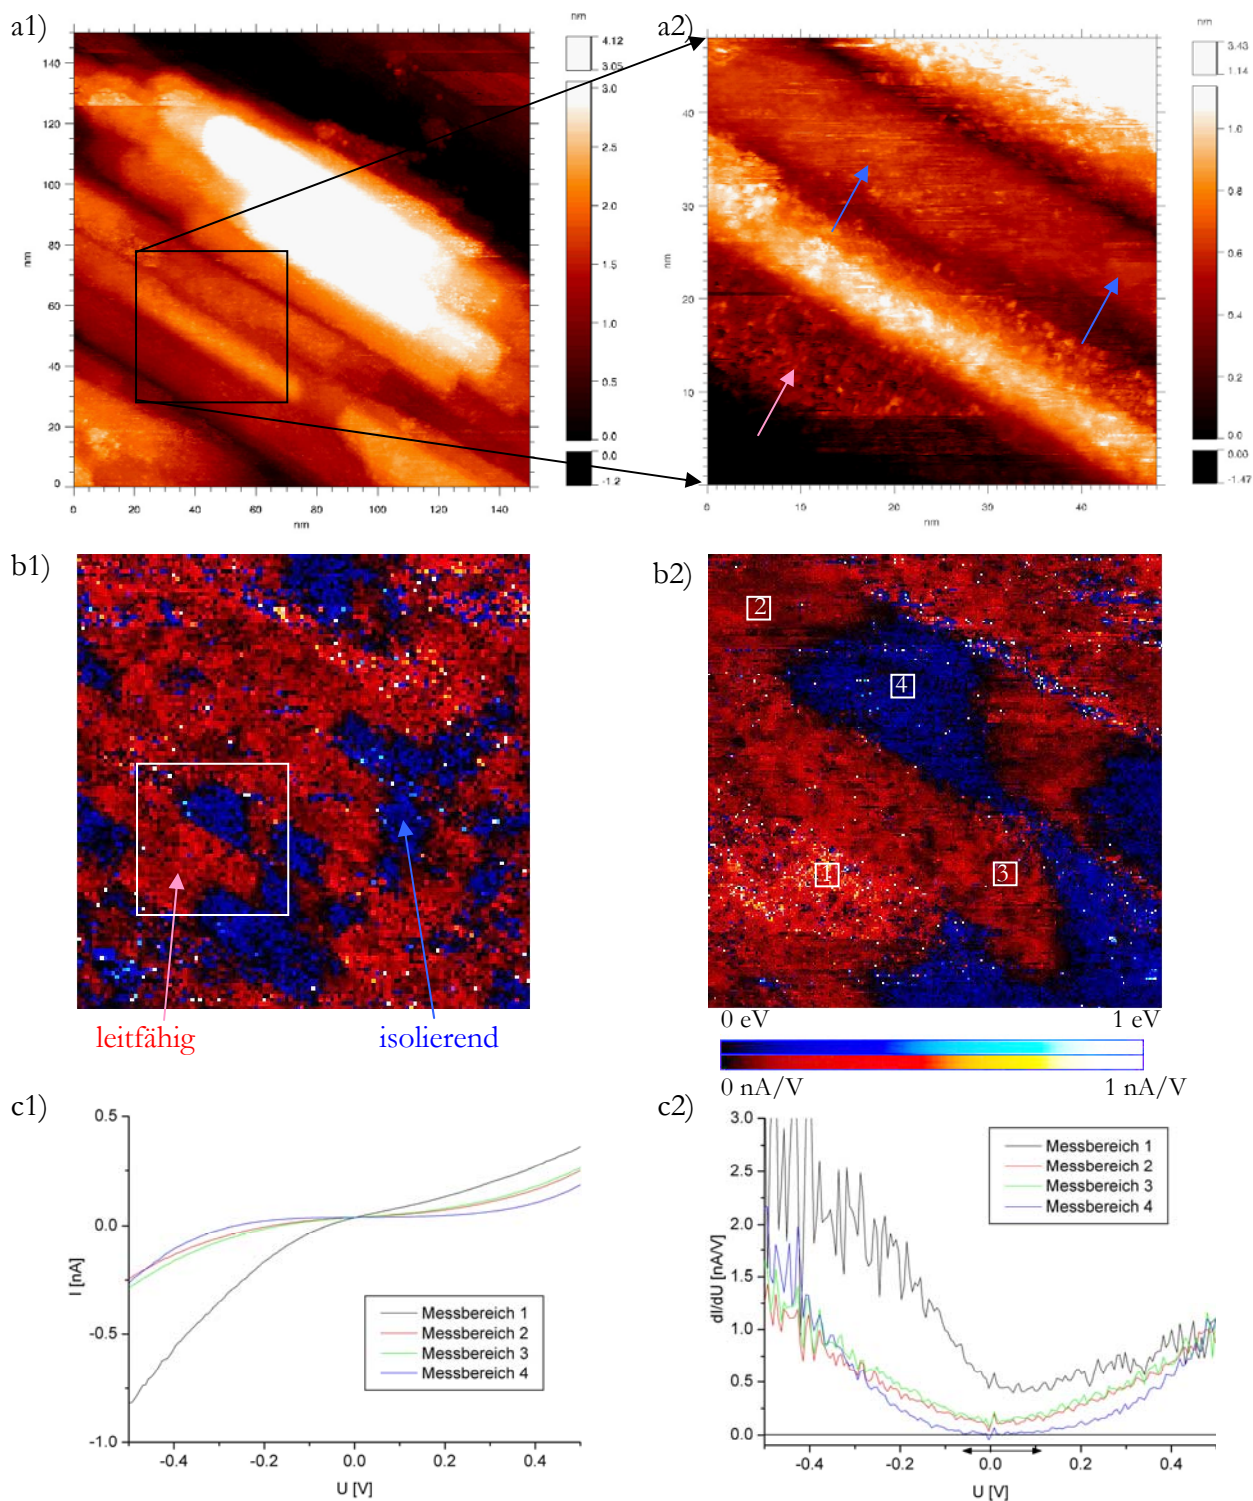 a1)
nm
4.12
3.05
3.0
2.5
2.0
1.5
1.0
0.5
0.0
0.0
-1.2
140
120
100
80
60
40
20
0
nm
0 20 40 60 80 100 120 140
nm
a2)
nm
3.43
1.14
1.0
0.8
0.6
0.4
0.2
0.0
0.00
-1.47
40
30
20
10
0
nm
0 10 20 30 40
nm
b1)
leitfähig
isolierend
b2)
2
4
1
3
0 eV 1 eV
0 nA/V 1 nA/V
c1)
0.5
0.0
-0.5
-1.0
I [nA]
Messbereich 1
Messbereich 2
Messbereich 3
Messbereich 4
-0.4 -0.2 0.0 0.2 0.4
U [V]
c2)
3.0
2.5
2.0
1.5
1.0
0.5
0.0
dI/dU [nA/V]
Messbereich 1
Messbereich 2
Messbereich 3
Messbereich 4
-0.4 -0.2 0.0 0.2 0.4
U [V]